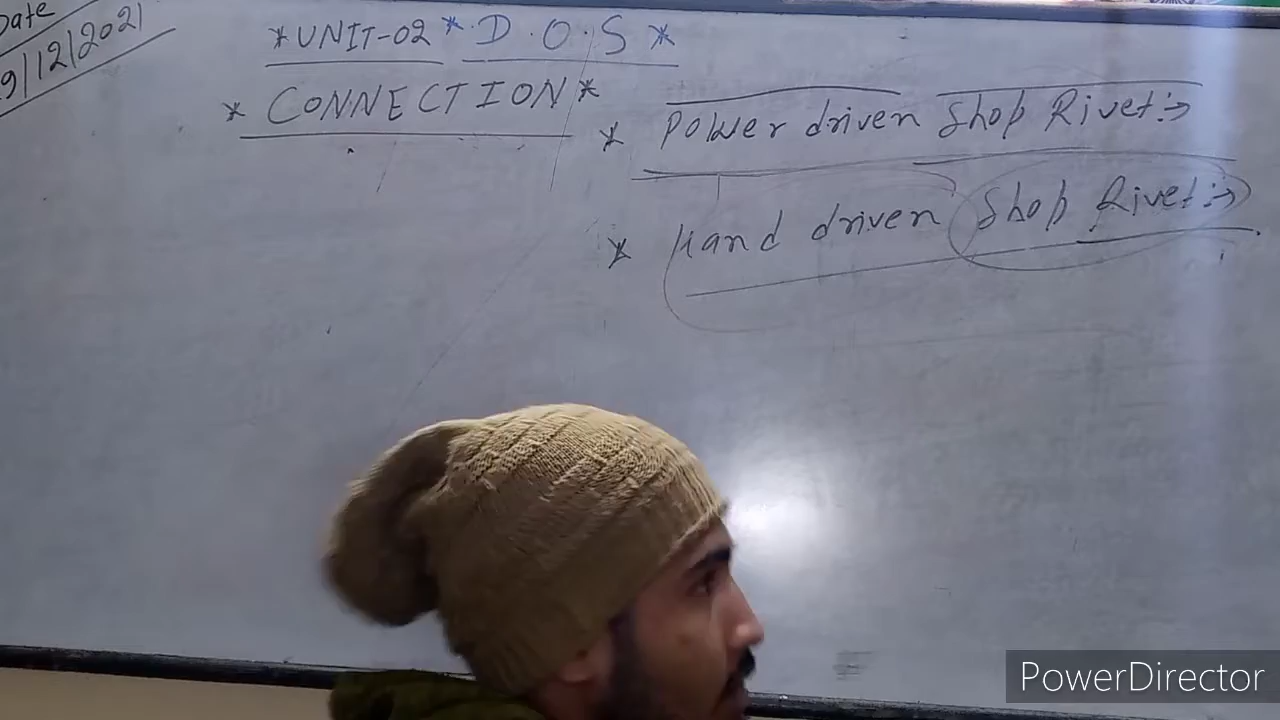 Date
9/12/2021
*UNIT-02 * D.O.S *
* CONNECTION *
* Power driven Shop Rivet:→
* Hand driven Shop Rivet:→
PowerDirector